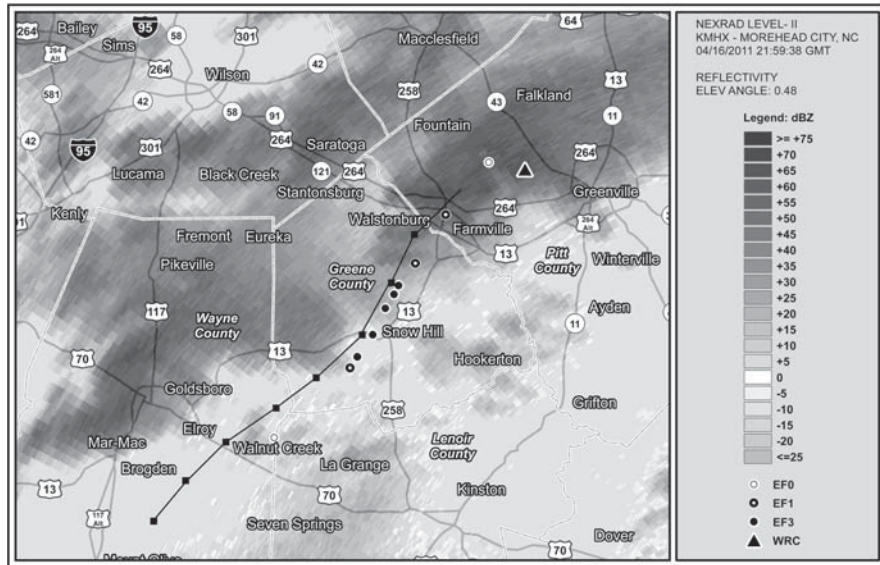 Bailey
95
64
Macclesfield
264
58
301
Sims
264 Alt
264
Wilson
42
258
13
581
43
Falkland
42
58
91
11
Fountain
42
264
95
301
Saratoga
264
Lucama
Black Creek
121
264
Stantonsburg
Greenville
Kenly
Walstonburg
264
264 Alt
Farmville
Fremont
Eureka
13
Pitt
County
Winterville
Pikeville
Greene
County
117
Wayne
County
13
Ayden
11
13
Snow Hill
70
Hookerton
Goldsboro
258
Grifton
Elroy
Mar-Mac
Walnut Creek
Lenoir
County
Brogden
La Grange
13
70
Kinston
117 Alt
Seven Springs
Dover
Mount Olive
70
NEXRAD LEVEL- II
KMHX - MOREHEAD CITY, NC
04/16/2011 21:59:38 GMT
REFLECTIVITY
ELEV ANGLE: 0.48
Legend: dBZ
>= +75
+70
+65
+60
+55
+50
+45
+40
+35
+30
+25
+20
+15
+10
+5
0
-5
-10
-15
-20
<=25
EF0
EF1
EF3
WRC